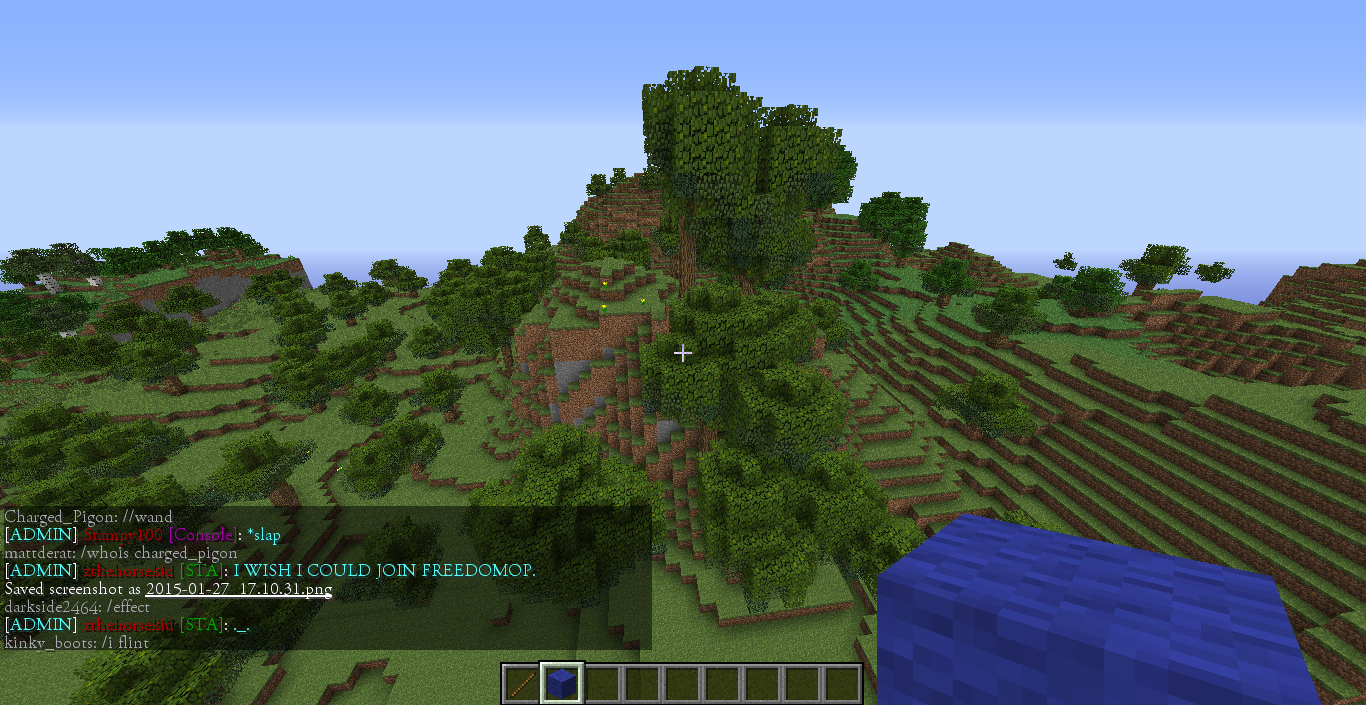 Charged_Pigon: //wand
[ADMIN] Stampy100 [Console]: *slap
mattderat: /whois charged_pigon
[ADMIN] [STA]: I WISH I COULD JOIN FREEDOMOP.
Saved screenshot as 2015-01-27_17.10.31.png
darkside2464: /effect
[ADMIN] [STA]: ._.
kinky_boots: /i flint